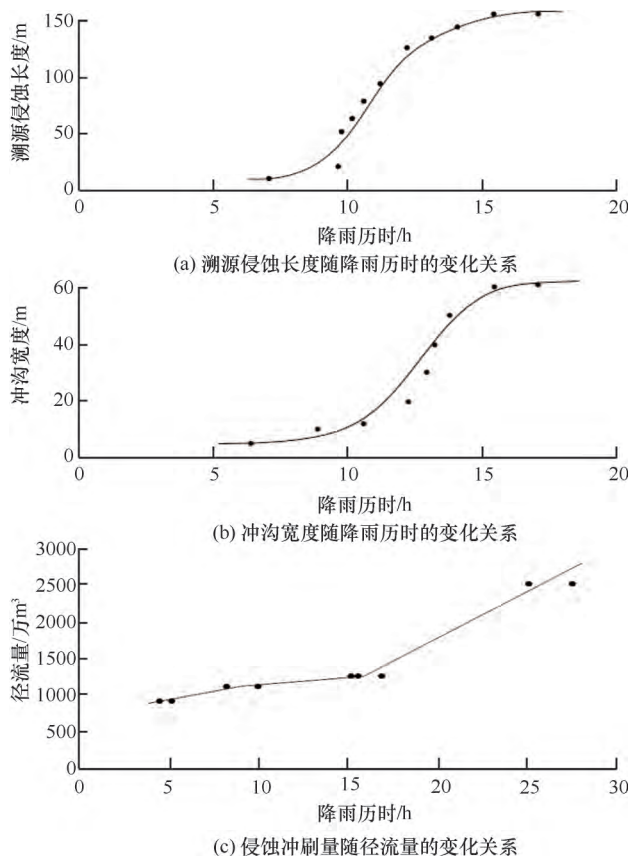 150
100
50
0
溯源侵蚀长度/m
0 5 10 15 20
降雨历时/h
(a) 溯源侵蚀长度随降雨历时的变化关系
60
40
20
0
冲沟宽度/m
0 5 10 15 20
降雨历时/h
(b) 冲沟宽度随降雨历时的变化关系
3000
2500
2000
1500
1000
500
0
径流量/万m³
0 5 10 15 20 25 30
降雨历时/h
(c) 侵蚀冲刷量随径流量的变化关系